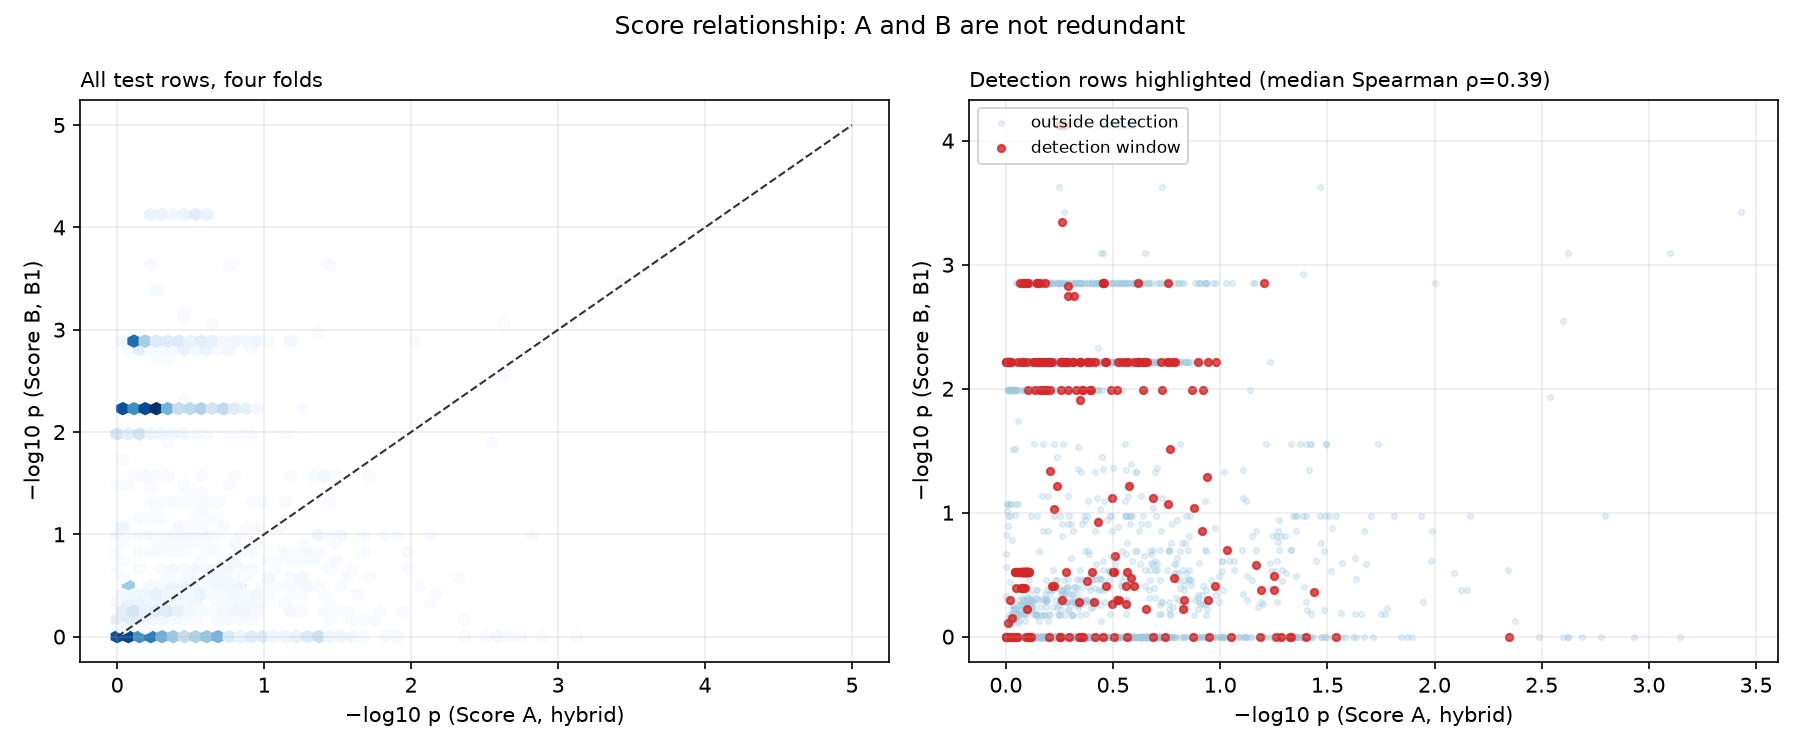 Score relationship: A and B are not redundant
All test rows, four folds
−log10 p (Score B, B1)
5
4
3
2
1
0
0 1 2 3 4 5
−log10 p (Score A, hybrid)
Detection rows highlighted (median Spearman ρ=0.39)
outside detection
detection window
−log10 p (Score B, B1)
4
3
2
1
0
0.0 0.5 1.0 1.5 2.0 2.5 3.0 3.5
−log10 p (Score A, hybrid)